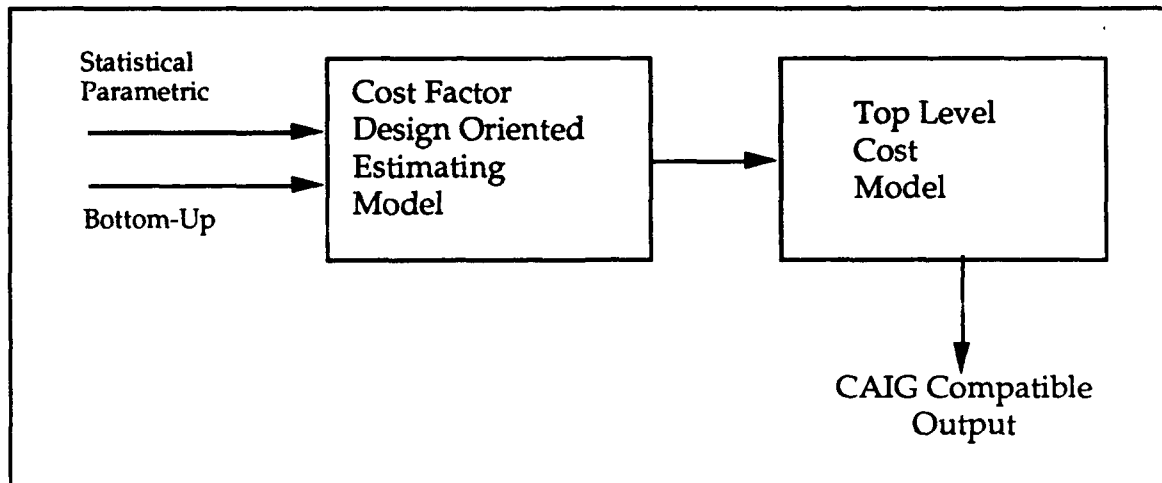 Statistical
Parametric
Bottom-Up
Cost Factor
Design Oriented
Estimating
Model
Top Level
Cost
Model
CAIG Compatible
Output